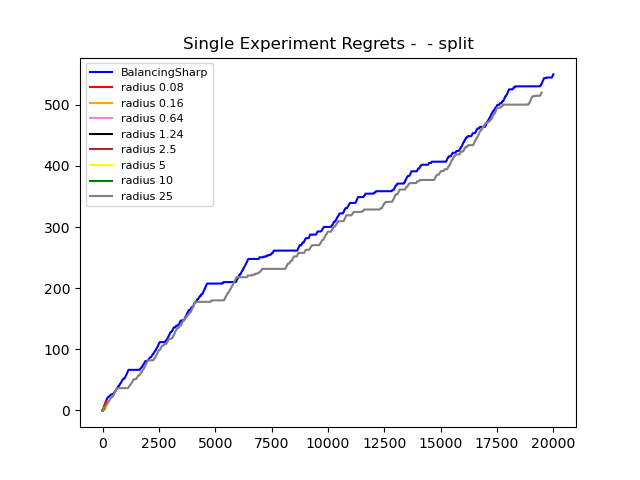 Single Experiment Regrets -  - split
BalancingSharp
radius 0.08
radius 0.16
radius 0.64
radius 1.24
radius 2.5
radius 5
radius 10
radius 25
500
400
300
200
100
0
0 2500 5000 7500 10000 12500 15000 17500 20000